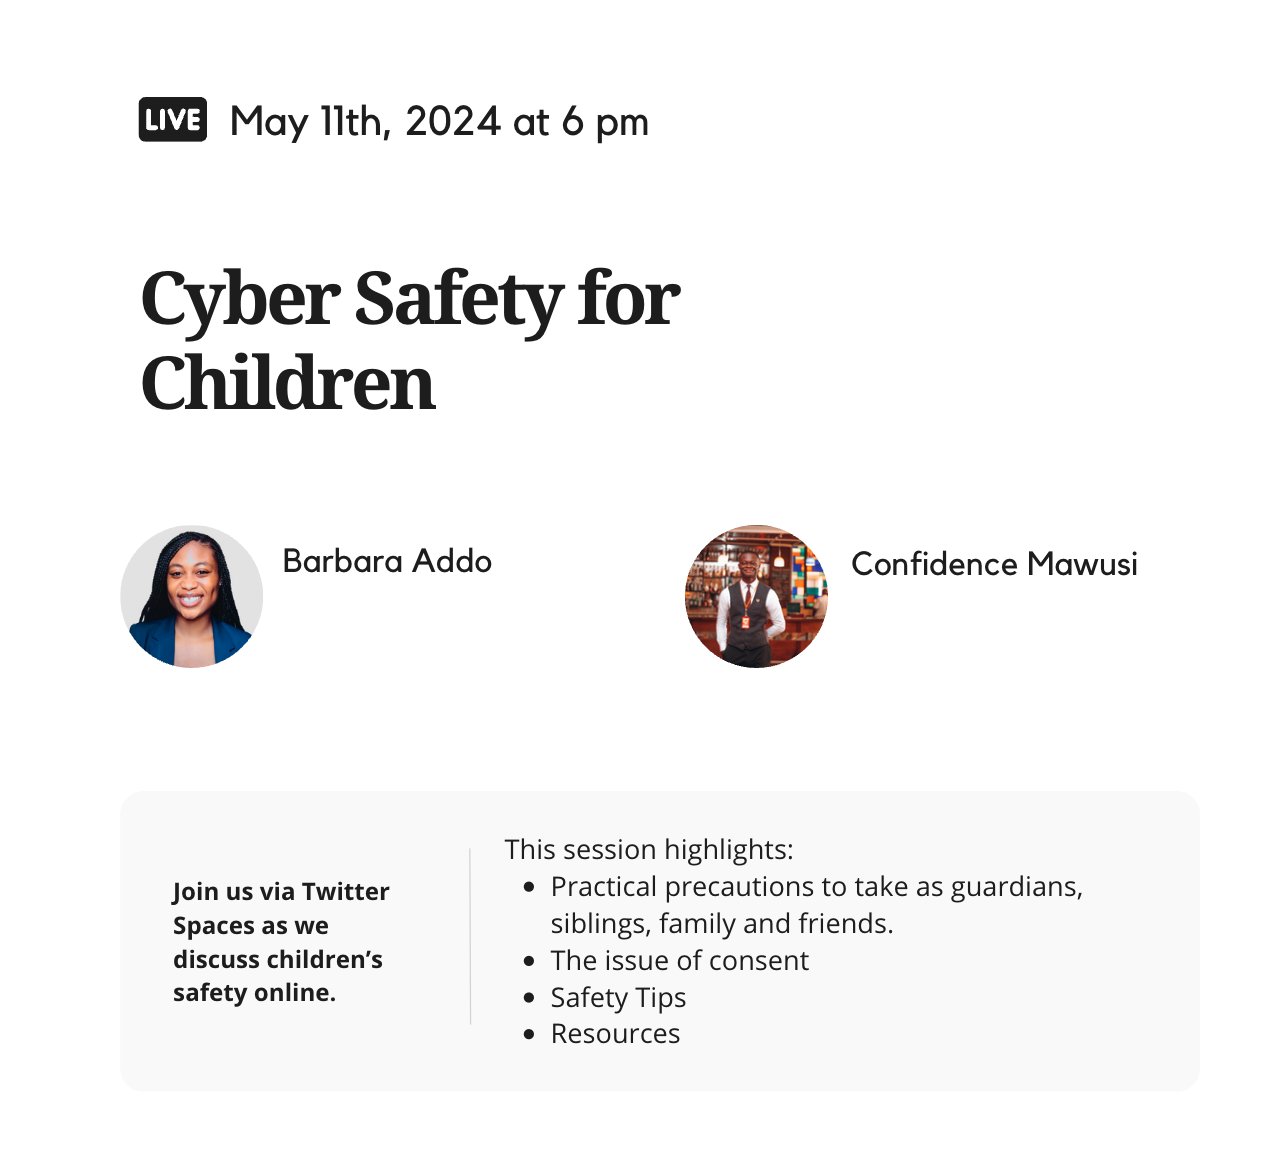 LIVE May 11th, 2024 at 6 pm
Cyber Safety for
Children
Barbara Addo
Confidence Mawusi
Join us via Twitter
Spaces as we
discuss children’s
safety online.
This session highlights:
• Practical precautions to take as guardians,
siblings, family and friends.
• The issue of consent
• Safety Tips
• Resources